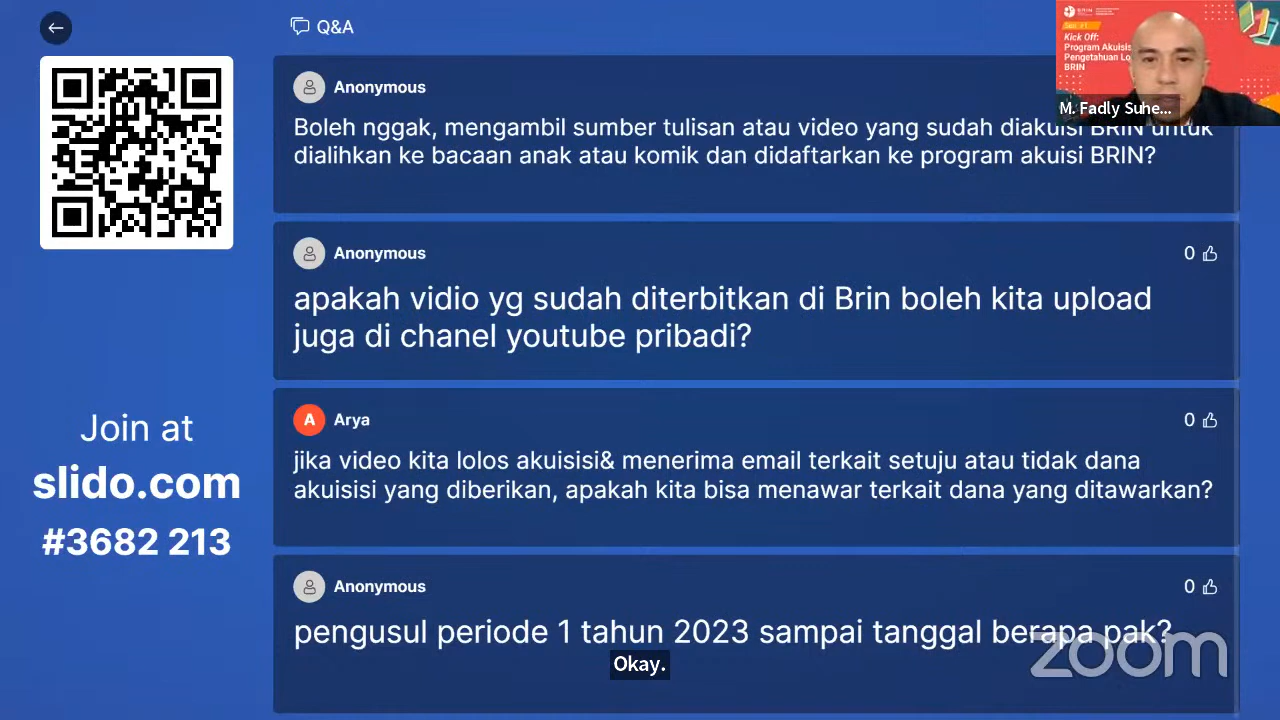 Q&A
Anonymous
Boleh nggak, mengambil sumber tulisan atau video yang sudah diakuisi BRIN untuk
dialihkan ke bacaan anak atau komik dan didaftarkan ke program akuisi BRIN?
Anonymous
0
apakah vidio yg sudah diterbitkan di Brin boleh kita upload
juga di chanel youtube pribadi?
A Arya
0
jika video kita lolos akuisisi& menerima email terkait setuju atau tidak dana
akuisisi yang diberikan, apakah kita bisa menawar terkait dana yang ditawarkan?
Anonymous
0
pengusul periode 1 tahun 2023 sampai tanggal berapa pak?
Okay.
zoom
Join at
slido.com
#3682 213
BRIN
Kick Off:
Program Akuisis
Pengetahuan Lo
BRIN
M. Fadly Suhe...